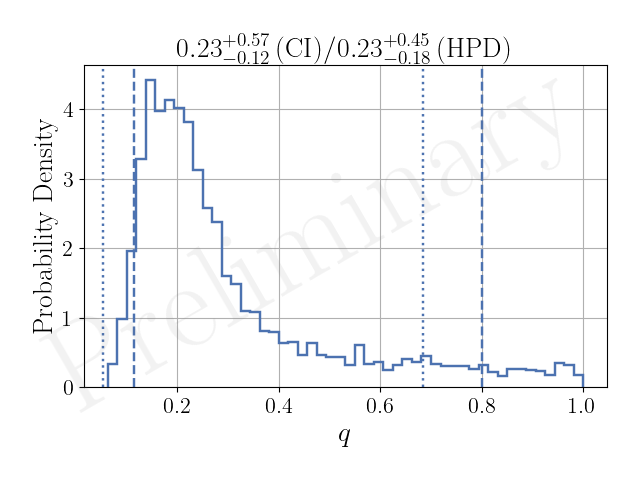 0.23^{+0.57}_{-0.12} (CI)/0.23^{+0.45}_{-0.18} (HPD)
Probability Density
4
3
2
1
0
0.2 0.4 0.6 0.8 1.0
q
Preliminary